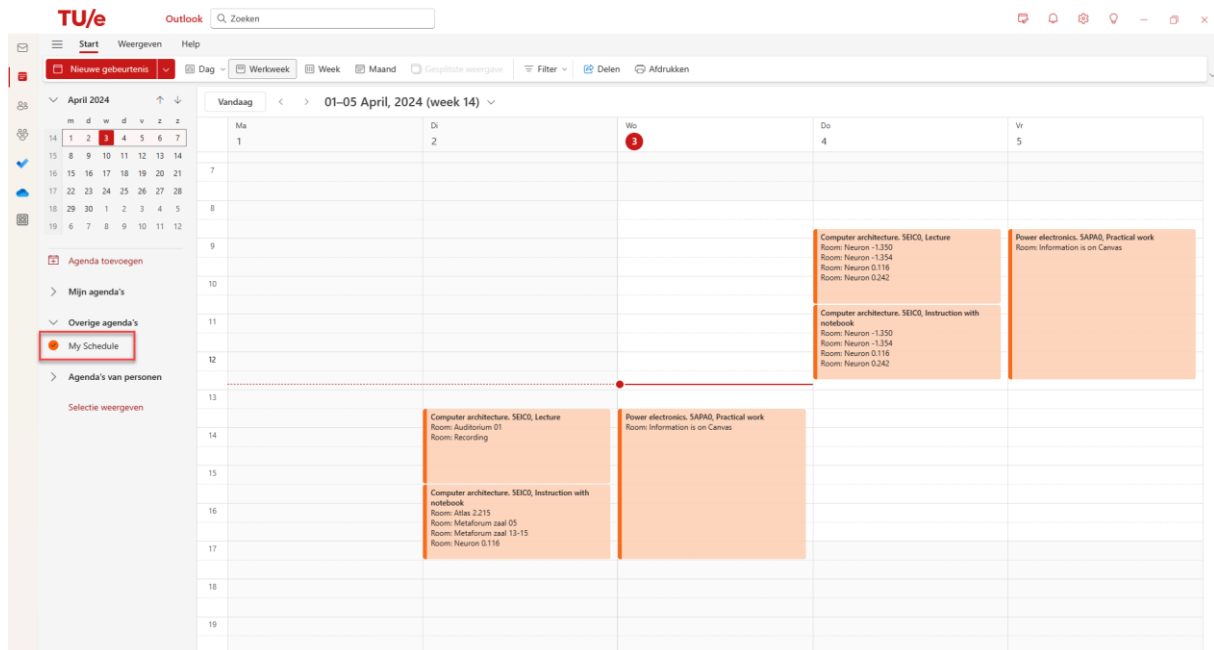 TU/e
Outlook
Zoeken
Start Weergeven Help
Nieuwe gebeurtenis
Dag
Werkweek
Week
Maand
Gesplitste weergave
Filter
Delen
Afdrukken
April 2024
m d w d v z z
14 1 2 3 4 5 6 7
15 8 9 10 11 12 13 14
16 15 16 17 18 19 20 21
17 22 23 24 25 26 27 28
18 29 30 1 2 3 4 5
19 6 7 8 9 10 11 12
Agenda toevoegen
Mijn agenda's
Overige agenda's
My Schedule
Agenda's van personen
Selectie weergeven
Vandaag
01–05 April, 2024 (week 14)
Ma
1
Di
2
Wo
3
Do
4
Vr
5
7
8
9
10
11
12
13
14
15
16
17
18
19
Computer architecture. 5EIC0, Lecture
Room: Auditorium 01
Room: Recording
Computer architecture. 5EIC0, Instruction with
notebook
Room: Atlas 2.215
Room: Metaforum zaal 05
Room: Metaforum zaal 13-15
Room: Neuron 0.116
Power electronics. 5APA0, Practical work
Room: Information is on Canvas
Computer architecture. 5EIC0, Lecture
Room: Neuron -1.350
Room: Neuron -1.354
Room: Neuron 0.116
Room: Neuron 0.242
Computer architecture. 5EIC0, Instruction with
notebook
Room: Neuron -1.350
Room: Neuron -1.354
Room: Neuron 0.116
Room: Neuron 0.242
Power electronics. 5APA0, Practical work
Room: Information is on Canvas